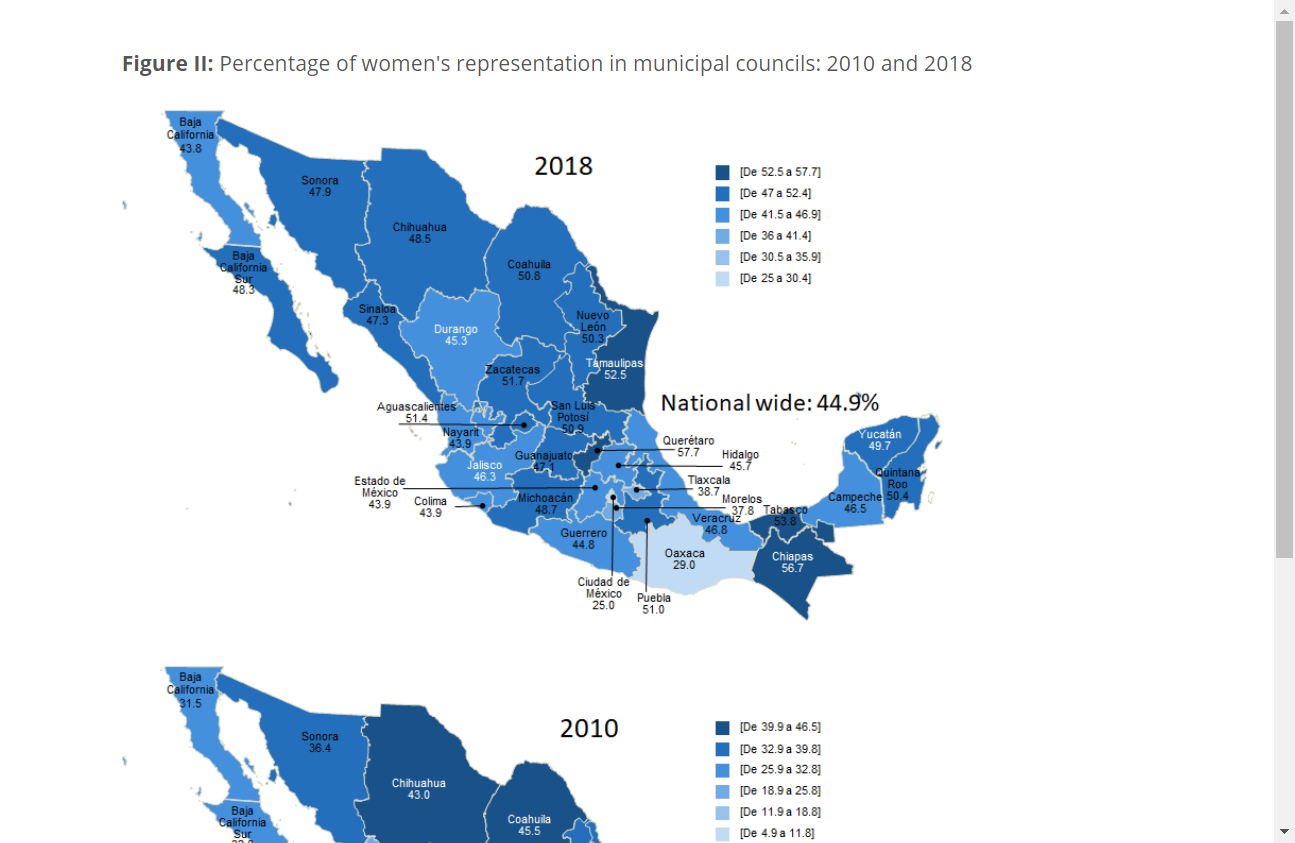 Figure II: Percentage of women's representation in municipal councils: 2010 and 2018
2018
[De 52.5 a 57.7]
[De 47 a 52.4]
[De 41.5 a 46.9]
[De 36 a 41.4]
[De 30.5 a 35.9]
[De 25 a 30.4]
Baja
California
43.8
Sonora
47.9
Chihuahua
48.5
Coahuila
50.8
Baja
California
Sur
48.3
Sinaloa
47.3
Durango
45.3
Nuevo
León
50.3
Tamaulipas
52.5
Zacatecas
51.7
National wide: 44.9%
Aguascalientes
51.4
San Luis
Potosí
50.9
Nayarit
43.9
Querétaro
57.7
Hidalgo
45.7
Guanajuato
47.1
Jalisco
46.3
Yucatán
49.7
Quintana
Roo
50.4
Estado de
México
43.9
Colima
43.9
Michoacán
48.7
Tlaxcala
38.7
Morelos
37.8
Campeche
46.5
Veracruz
46.8
Tabasco
53.8
Guerrero
44.8
Oaxaca
29.0
Chiapas
56.7
Ciudad de
México
25.0
Puebla
51.0
2010
[De 39.9 a 46.5]
[De 32.9 a 39.8]
[De 25.9 a 32.8]
[De 18.9 a 25.8]
[De 11.9 a 18.8]
[De 4.9 a 11.8]
Baja
California
31.5
Sonora
36.4
Chihuahua
43.0
Coahuila
45.5
Baja
California
Sur